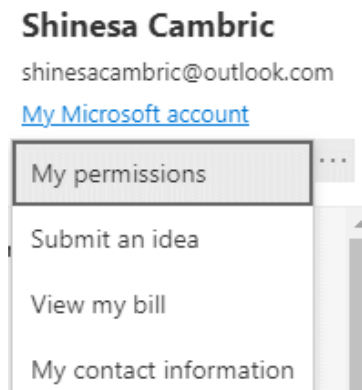 Shinesa Cambric
shinesacambric@outlook.com
My Microsoft account
My permissions
...
Submit an idea
View my bill
My contact information